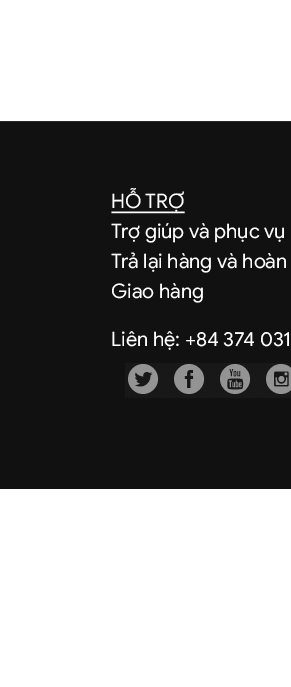 HỖ TRỢ
Trợ giúp và phục vụ
Trả lại hàng và hoàn
Giao hàng
Liên hệ: +84 374 031
You
Tube